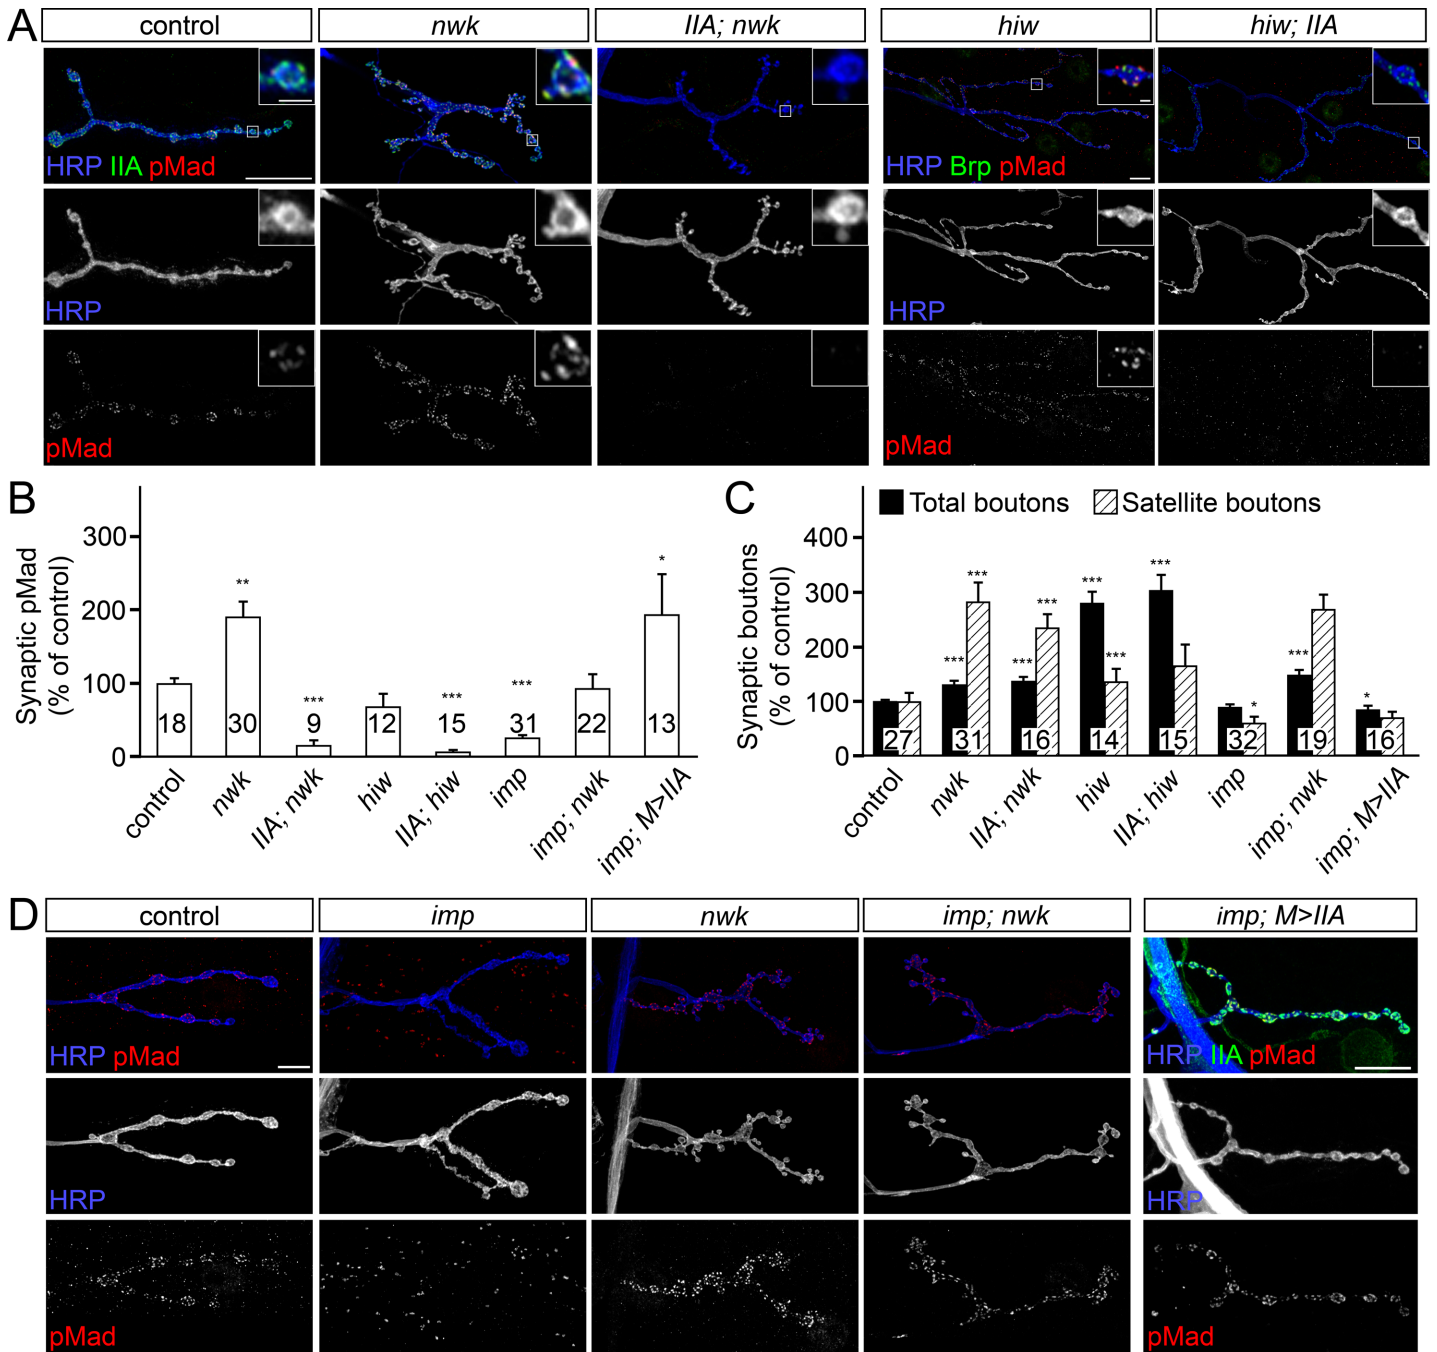 A
control
nwk
IIA; nwk
hiw
hiw; IIA
HRP IIA pMad
HRP Brp pMad
HRP
HRP
pMad
pMad
B
Synaptic pMad
(% of control)
300
200
100
0
**
***
***
***
*
18
30
9
12
15
31
22
13
control
nwk
IIA; nwk
hiw
IIA; hiw
imp
imp; nwk
imp; M>IIA
C
Total boutons
Satellite boutons
Synaptic boutons
(% of control)
400
300
200
100
0
***
***
***
***
***
***
***
*
***
*
27
31
16
14
15
32
19
16
control
nwk
IIA; nwk
hiw
IIA; hiw
imp
imp; nwk
imp; M>IIA
D
control
imp
nwk
imp; nwk
imp; M>IIA
HRP pMad
HRP IIA pMad
HRP
HRP
pMad
pMad